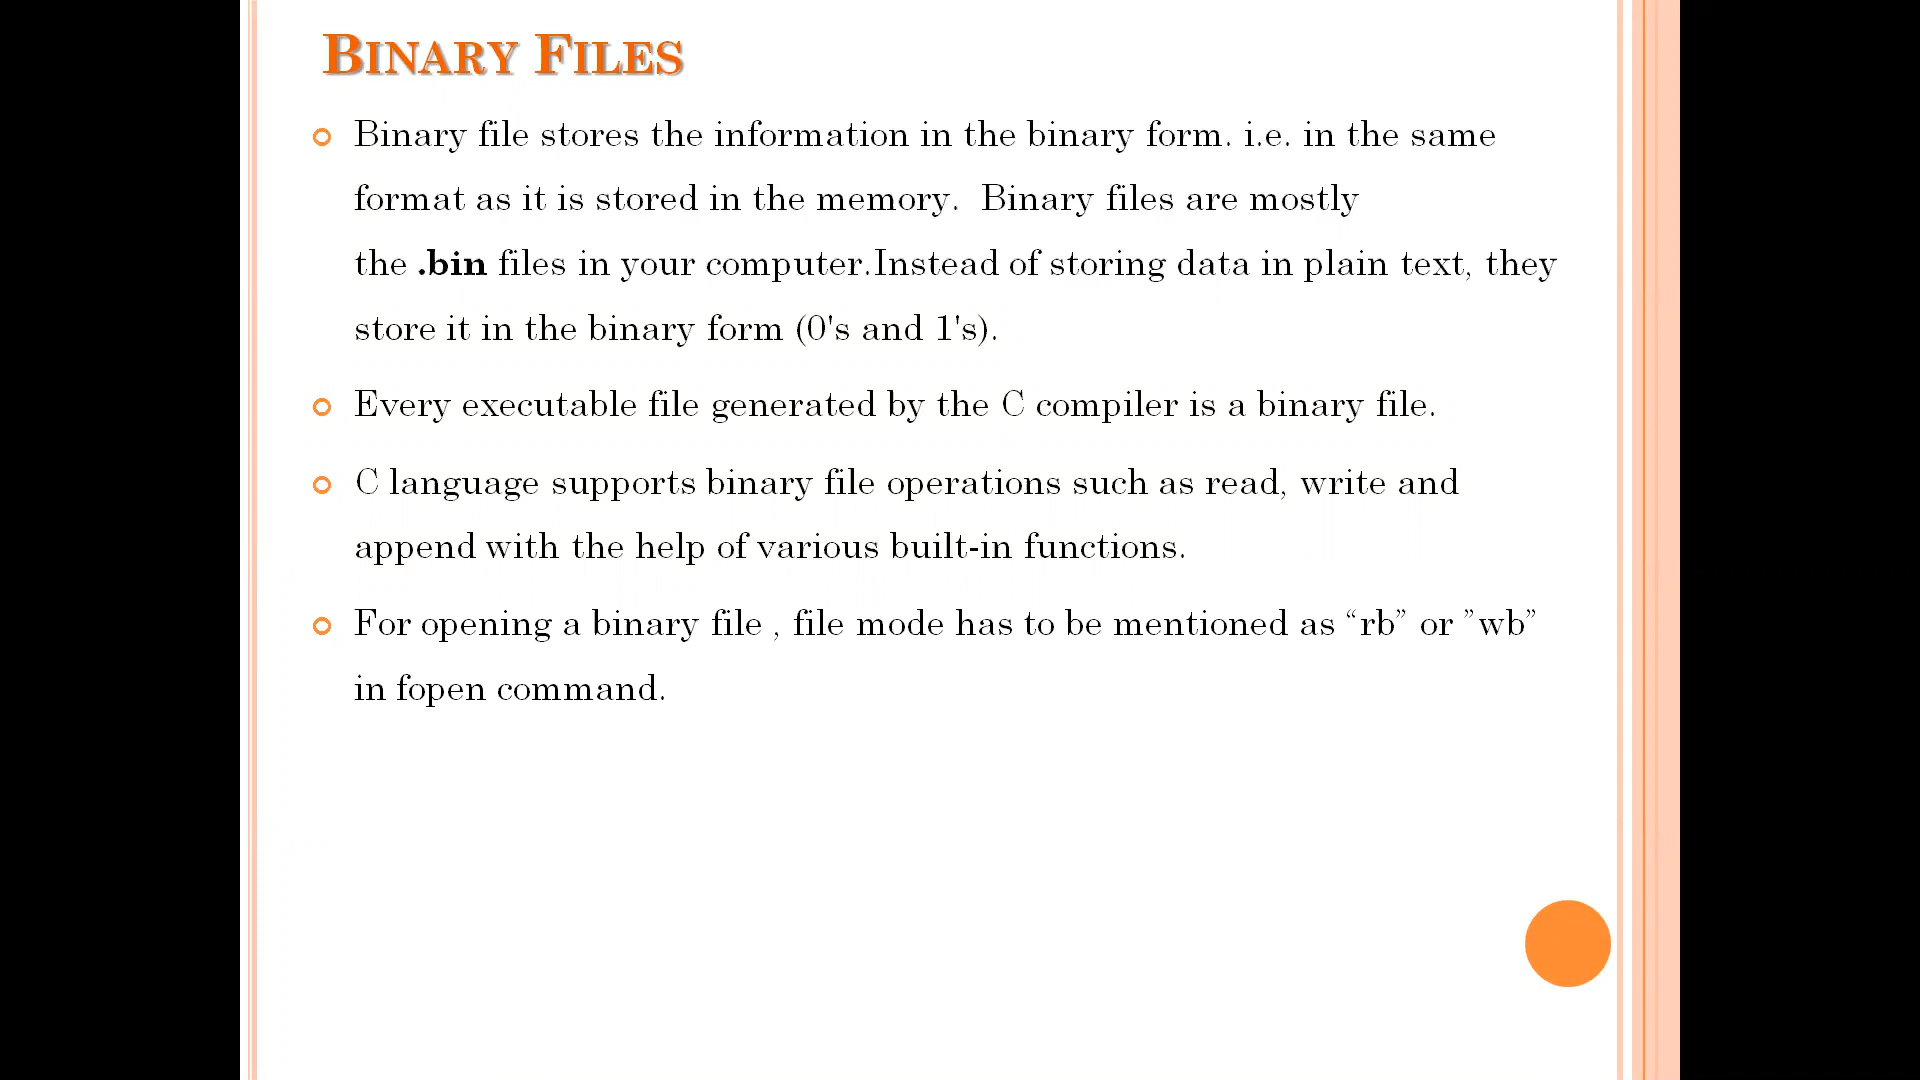 BINARY FILES
Binary file stores the information in the binary form. i.e. in the same
format as it is stored in the memory.  Binary files are mostly
the .bin files in your computer.Instead of storing data in plain text, they
store it in the binary form (0's and 1's).
Every executable file generated by the C compiler is a binary file.
C language supports binary file operations such as read, write and
append with the help of various built-in functions.
For opening a binary file , file mode has to be mentioned as “rb” or ”wb”
in fopen command.